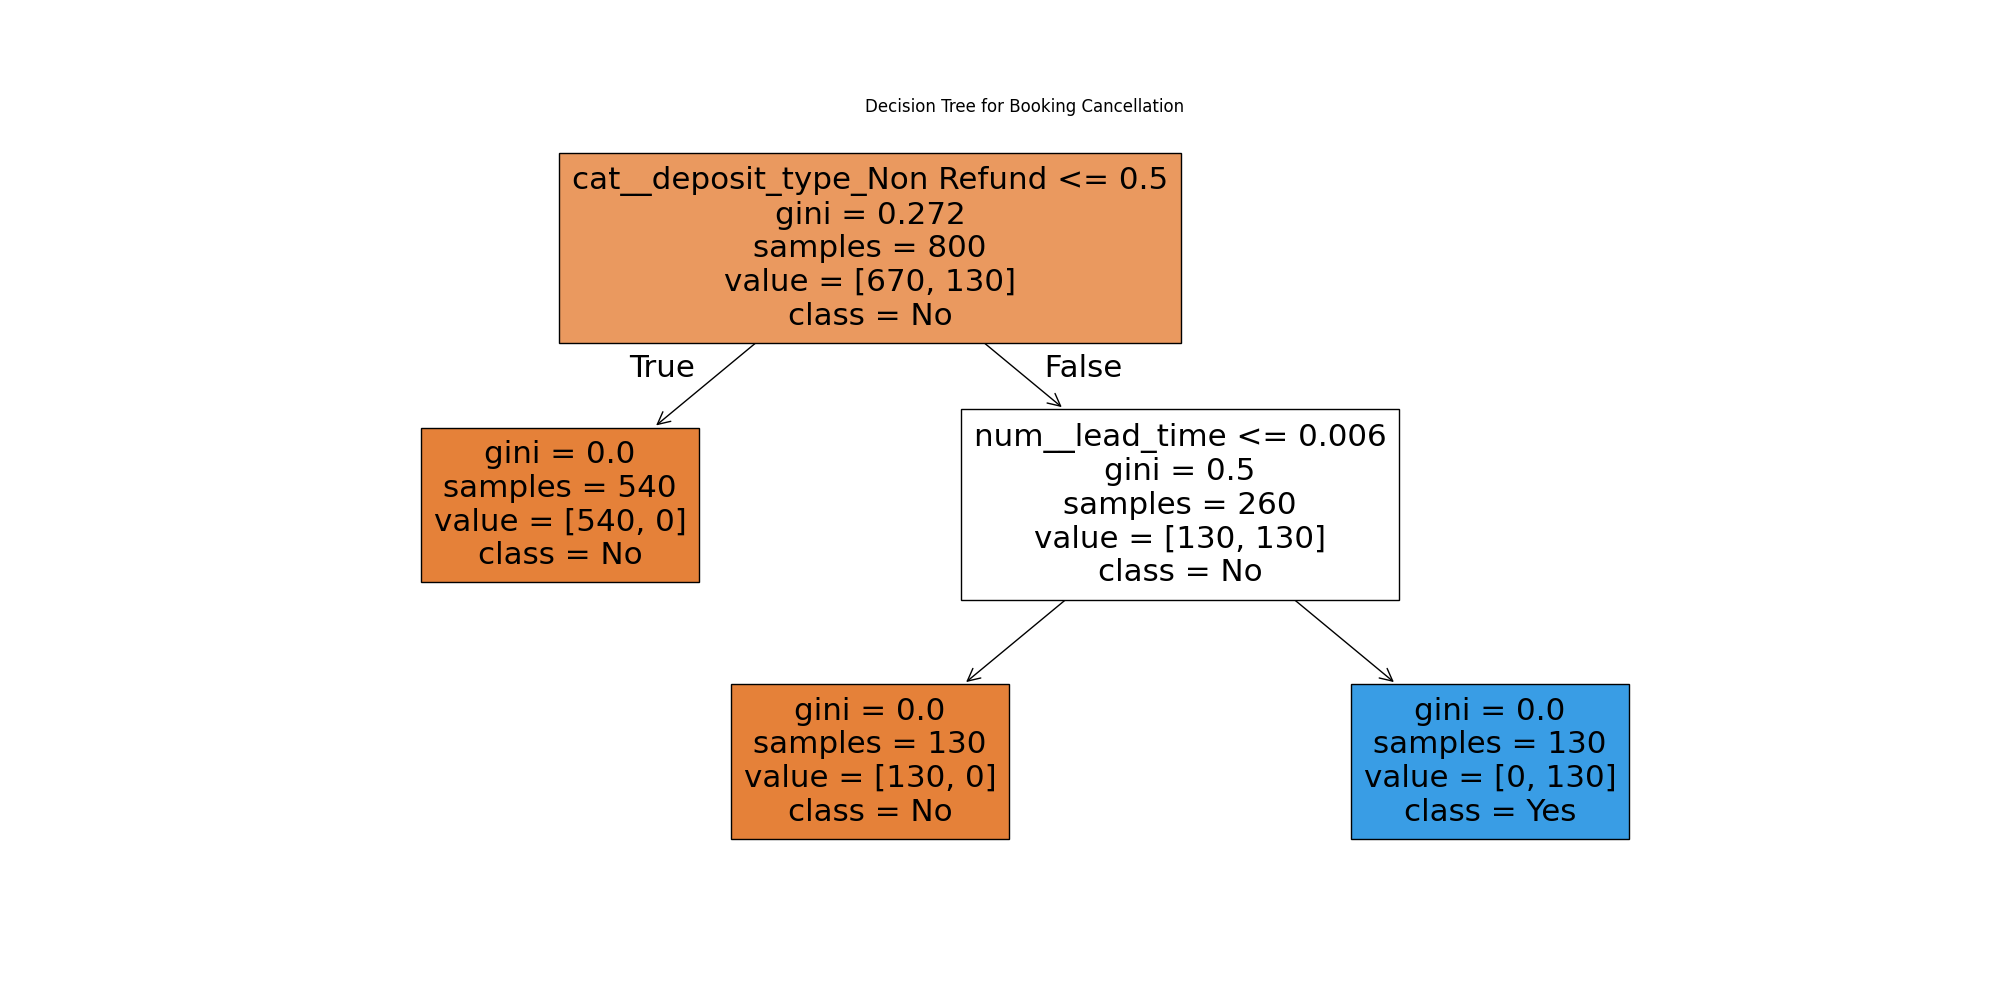 Decision Tree for Booking Cancellation
cat__deposit_type_Non Refund <= 0.5
gini = 0.272
samples = 800
value = [670, 130]
class = No
True
False
gini = 0.0
samples = 540
value = [540, 0]
class = No
num__lead_time <= 0.006
gini = 0.5
samples = 260
value = [130, 130]
class = No
gini = 0.0
samples = 130
value = [130, 0]
class = No
gini = 0.0
samples = 130
value = [0, 130]
class = Yes